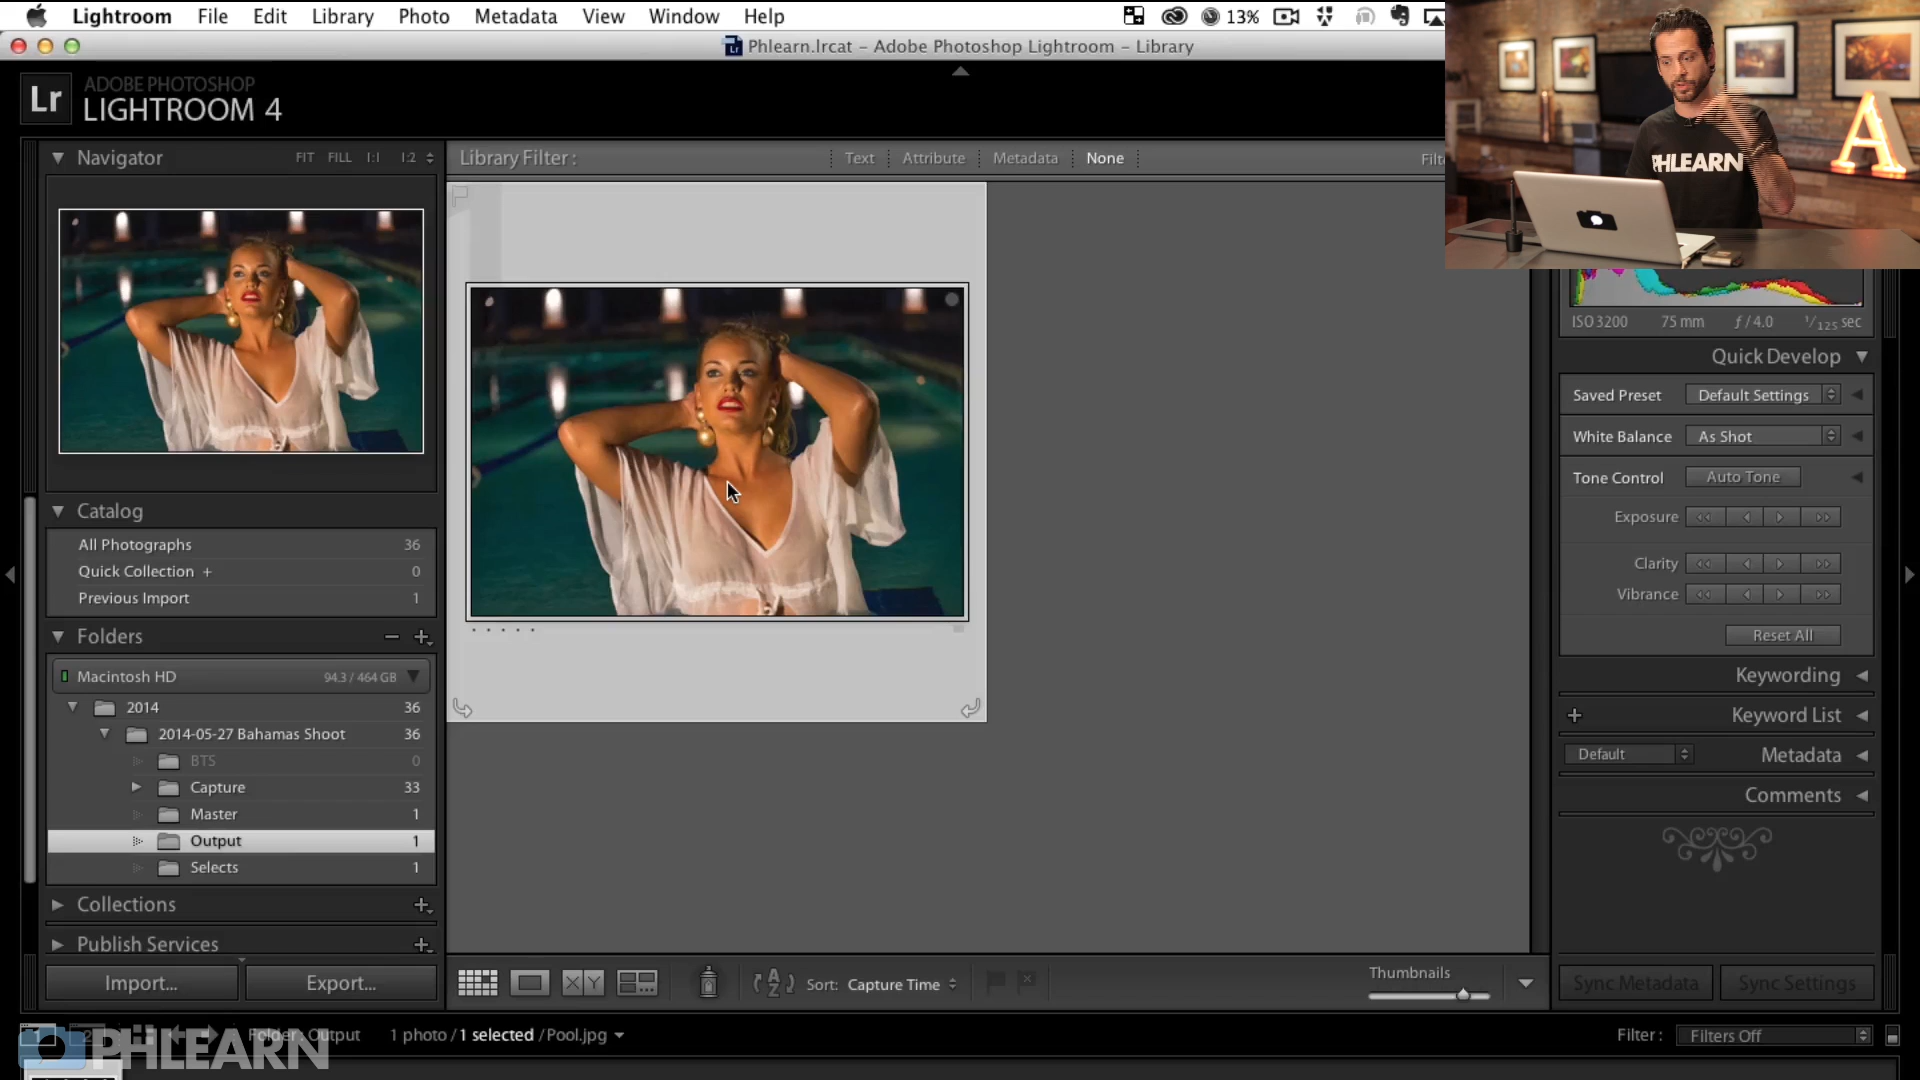 Lightroom File Edit Library Photo Metadata View Window Help 13%
Phlearn.lrcat – Adobe Photoshop Lightroom – Library
Lr ADOBE PHOTOSHOP
LIGHTROOM 4
A
PHLEARN
Navigator FIT FILL 1:1 1:2
Library Filter : Text Attribute Metadata None
ISO 3200 75 mm ƒ / 4.0 1/125 sec
Quick Develop
Saved Preset Default Settings
White Balance As Shot
Tone Control Auto Tone
Exposure
Clarity
Vibrance
Reset All
Keywording
Keyword List
Default Metadata
Comments
Catalog
All Photographs 36
Quick Collection + 0
Previous Import 1
Folders
Macintosh HD 94.3 / 464 GB
2014 36
2014-05-27 Bahamas Shoot 36
BTS 0
Capture 33
Master 1
Output 1
Selects 1
Collections
Publish Services
Import... Export...
XY
AZ Sort: Capture Time
Thumbnails
Sync Metadata Sync Settings
Folder : Output 1 photo / 1 selected / Pool.jpg
Filter : Filters Off
PHLEARN